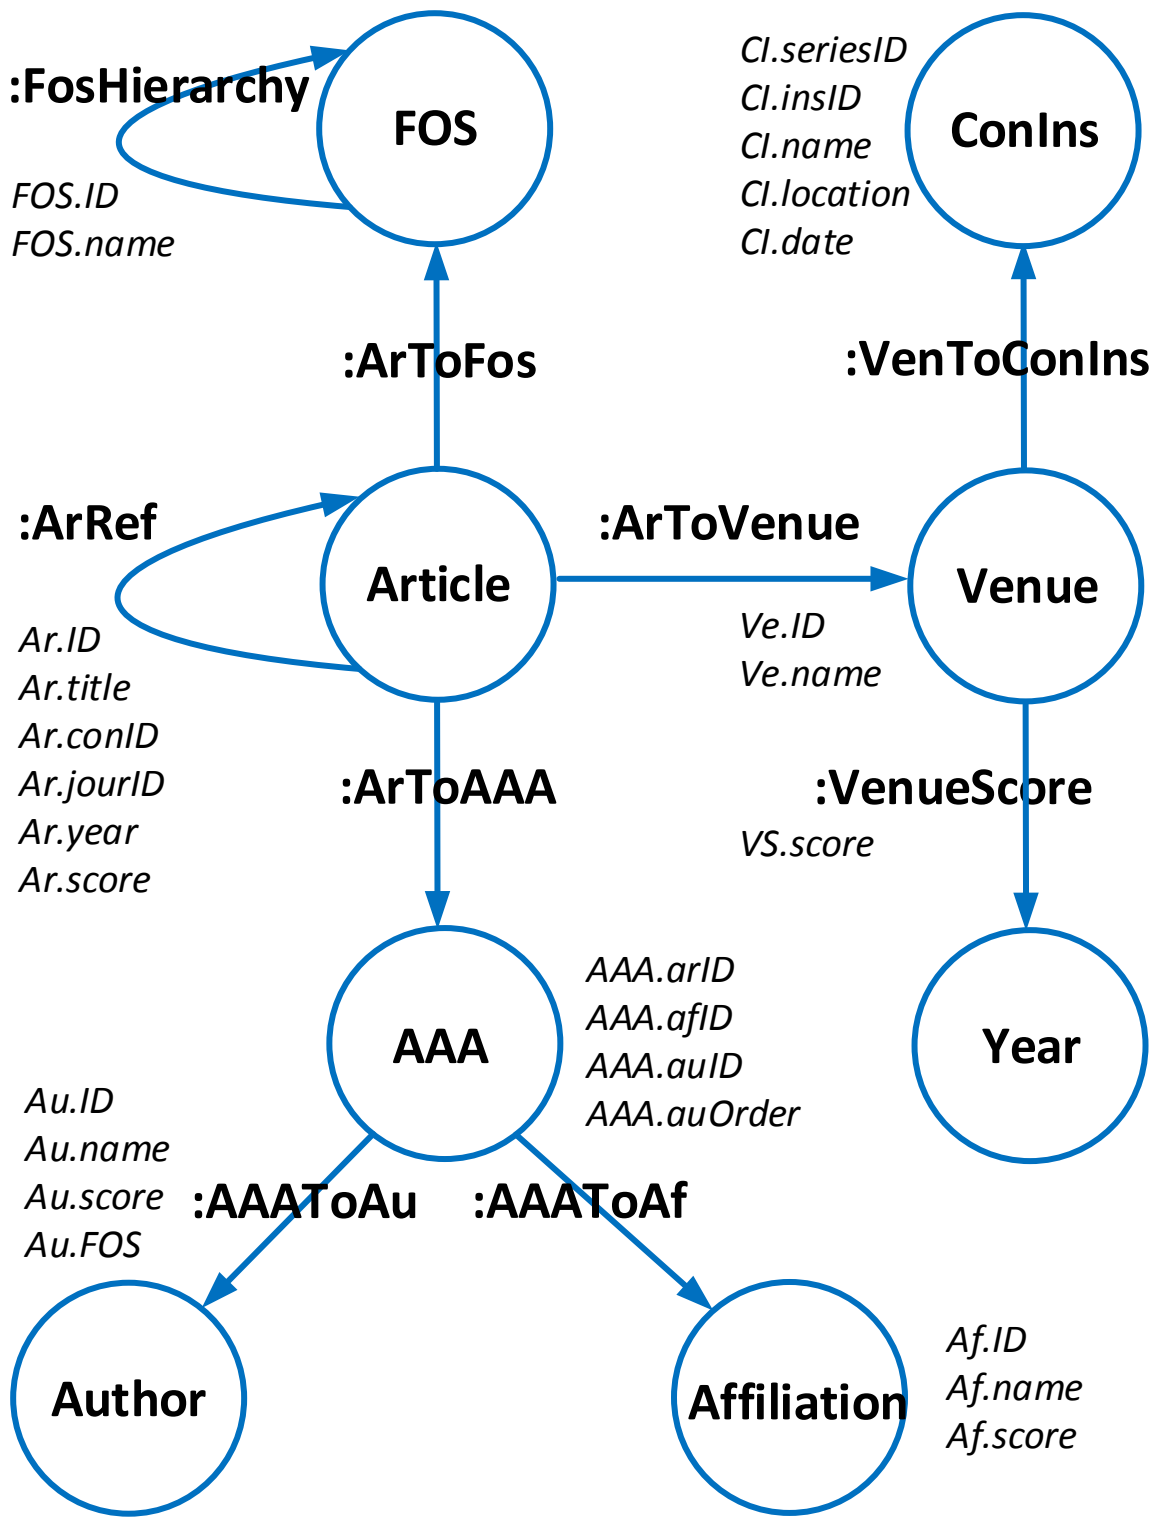 :FosHierarchy
FOS
FOS.ID
FOS.name
CI.seriesID
CI.insID
CI.name
CI.location
CI.date
ConIns
:ArToFos
:VenToConIns
:ArRef
Article
:ArToVenue
Venue
Ar.ID
Ar.title
Ar.conID
Ar.jourID
Ar.year
Ar.score
Ve.ID
Ve.name
:ArToAAA
:VenueScore
VS.score
AAA
AAA.arID
AAA.afID
AAA.auID
AAA.auOrder
Year
Au.ID
Au.name
Au.score
Au.FOS
:AAAToAu
:AAAToAf
Author
Affiliation
Af.ID
Af.name
Af.score